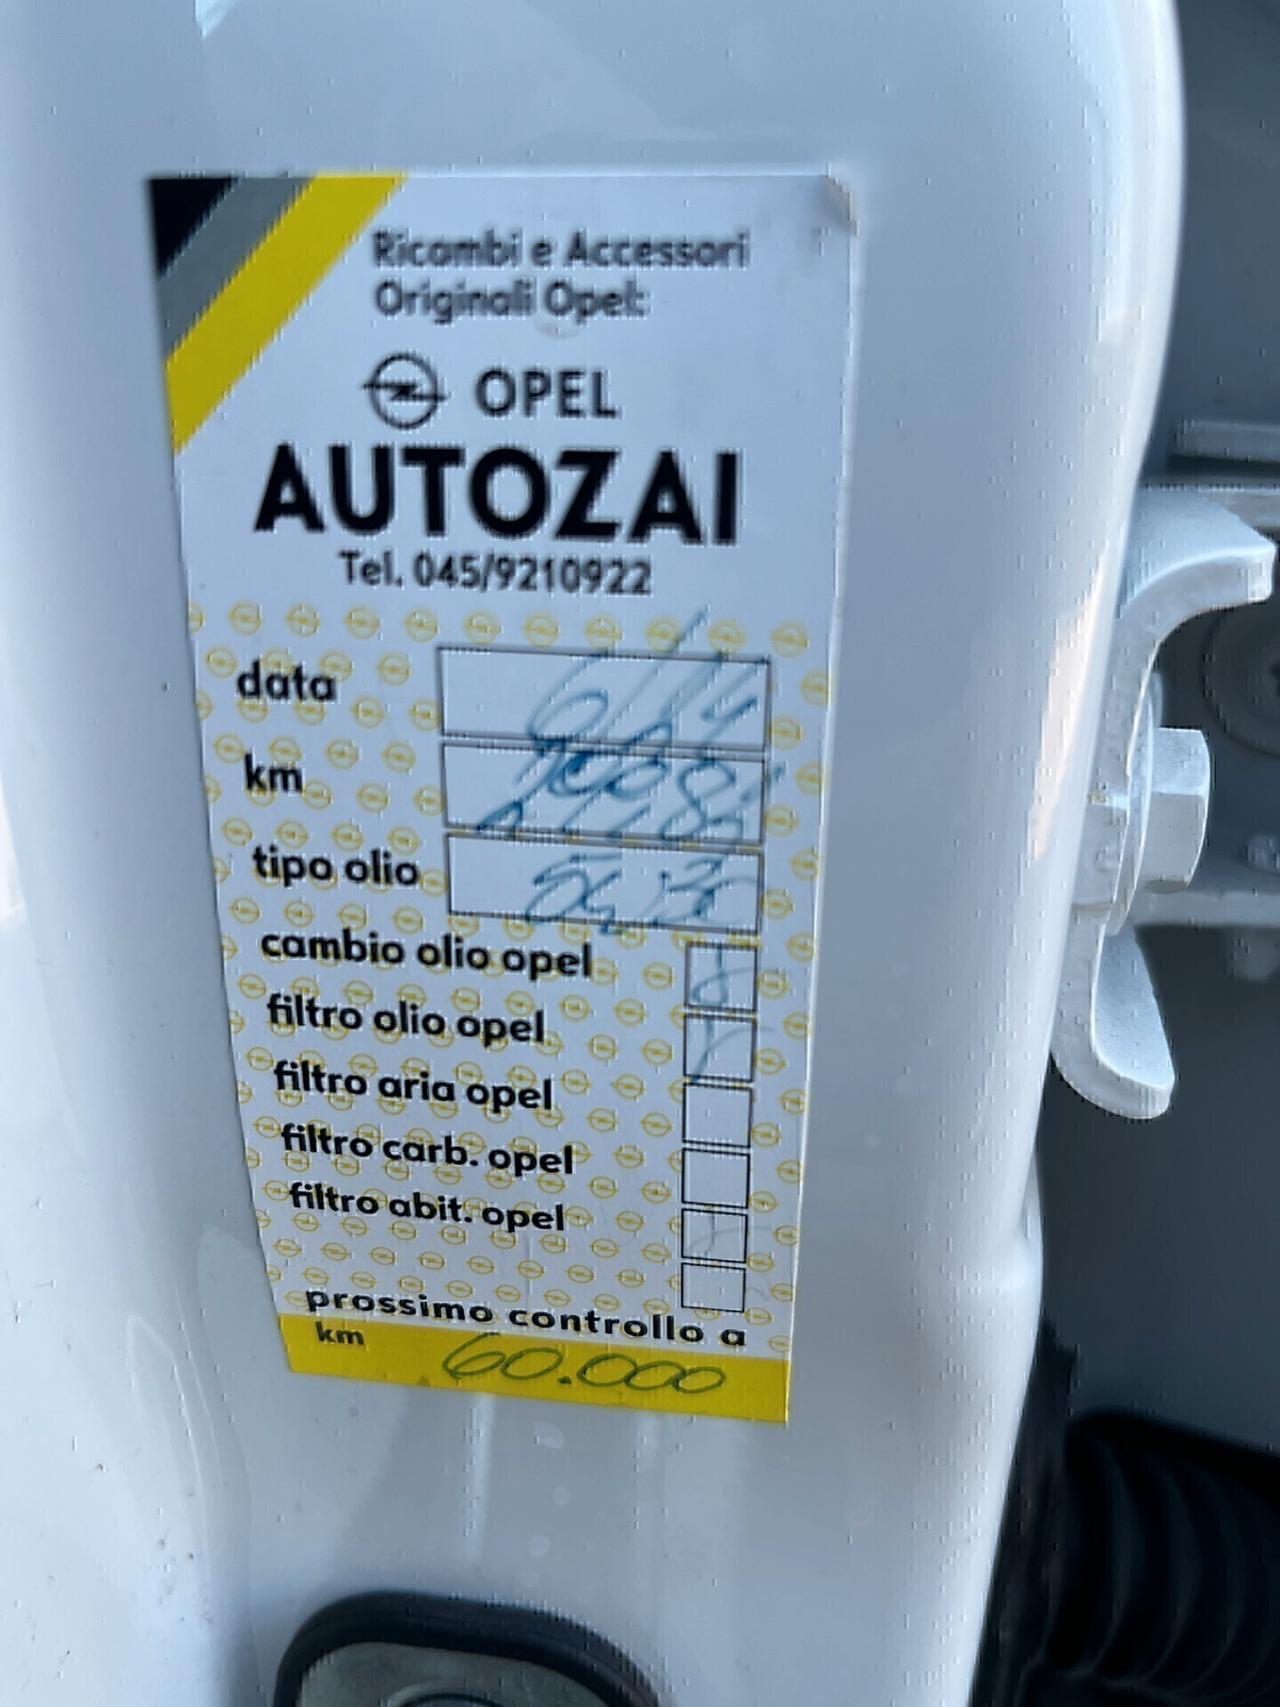 Ricambi e Accessori
Originali Opel:
OPEL
AUTOZAI
Tel. 045/9210922
data
km
tipo olio
cambio olio opel
filtro olio opel
filtro aria opel
filtro carb. opel
filtro abit. opel
prossimo controllo a
km 60.000